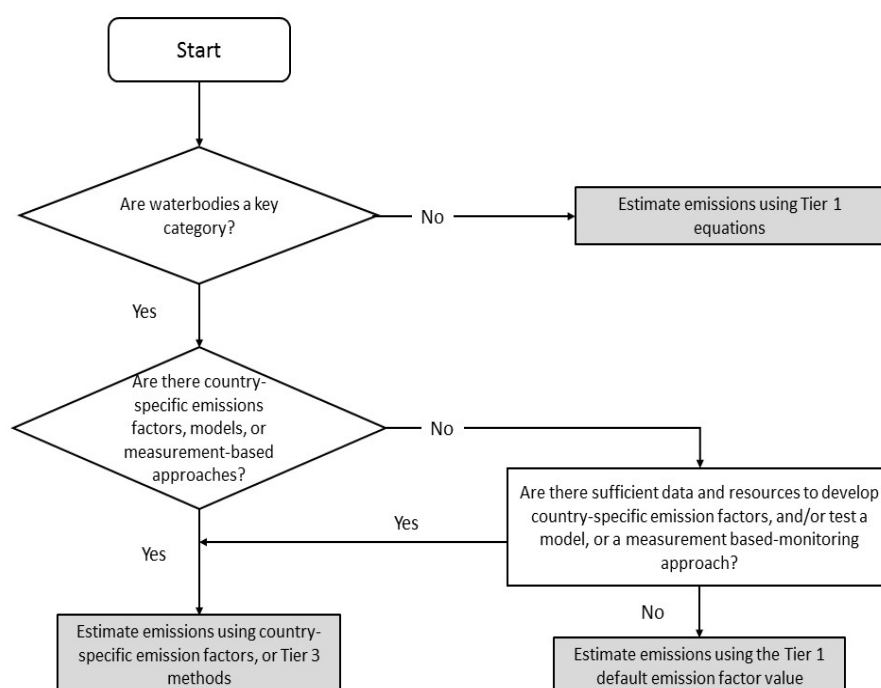 Start
Are waterbodies a key
category?
No
Estimate emissions using Tier 1
equations
Yes
Are there country-
specific emissions
factors, models, or
measurement-based
approaches?
No
Are there sufficient data and resources to develop
country-specific emission factors, and/or test a
model, or a measurement based-monitoring
approach?
Yes
Yes
No
Estimate emissions using country-
specific emission factors, or Tier 3
methods
Estimate emissions using the Tier 1
default emission factor value